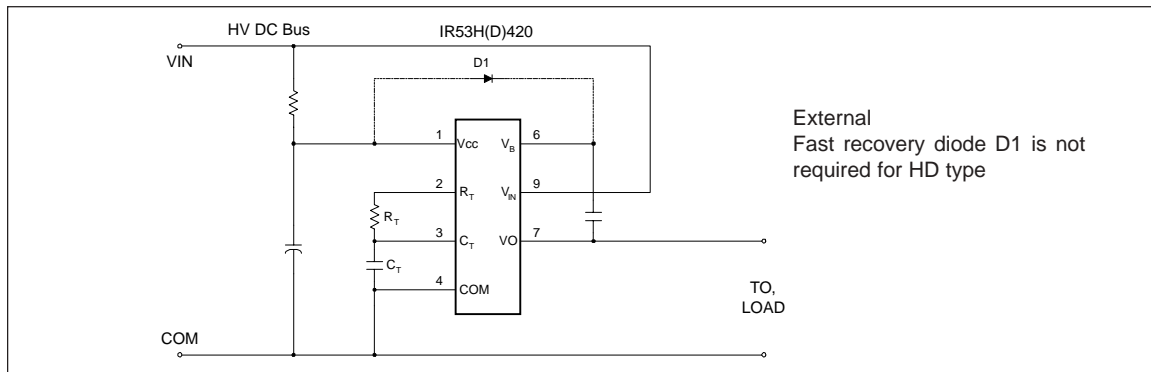 HV DC Bus
IR53H(D)420
VIN
D1
External
Fast recovery diode D1 is not
required for HD type
1
Vcc
VB
6
2
RT
VIN
9
RT
3
CT
VO
7
CT
4
COM
TO,
LOAD
COM